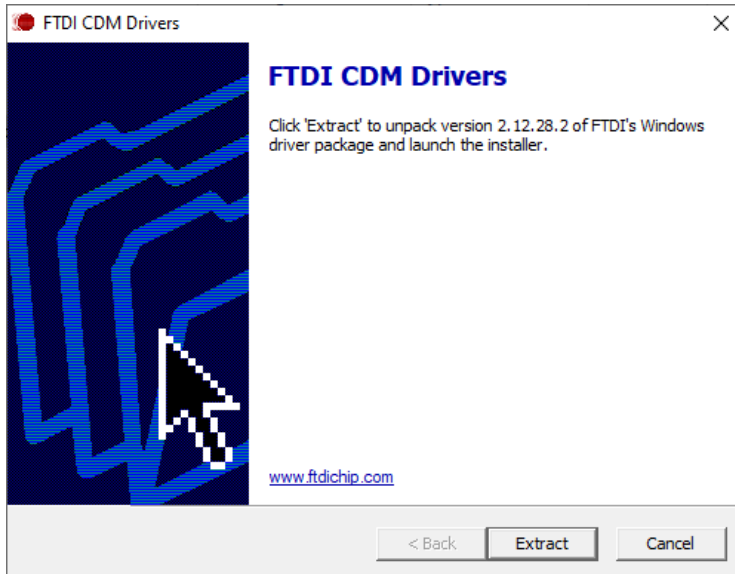 FTDI CDM Drivers
FTDI CDM Drivers
Click 'Extract' to unpack version 2.12.28.2 of FTDI's Windows
driver package and launch the installer.
www.ftdichip.com
< Back
Extract
Cancel